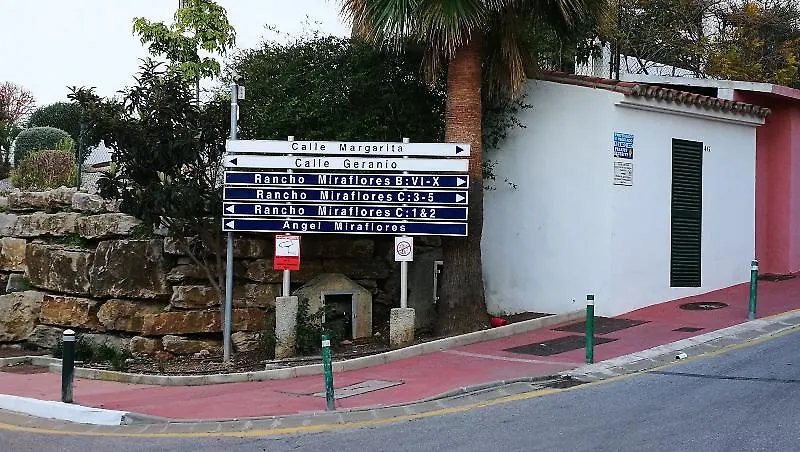 Calle Margarita
Calle Geranio
Rancho Miraflores B:VI-X
Rancho Miraflores C:3-5
Rancho Miraflores C:1&2
Angel Miraflores